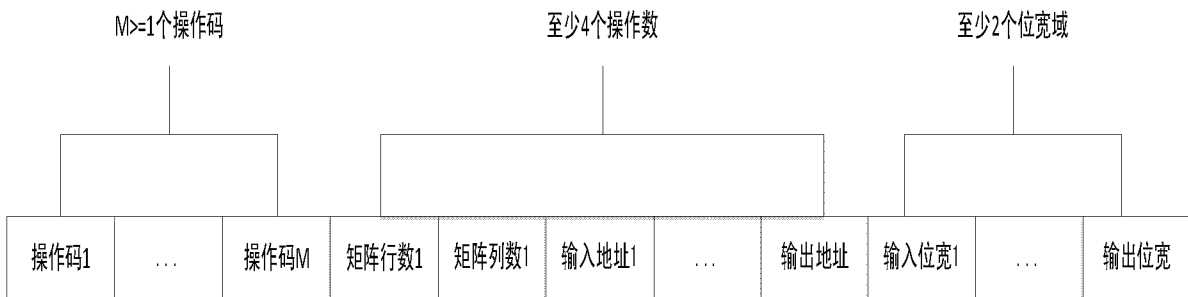 M>=1个操作码 至少4个操作数 至少2个位宽域
操作码1 ... 操作码M 矩阵行数1 矩阵列数1 输入地址1 ... 输出地址 输入位宽1 ... 输出位宽